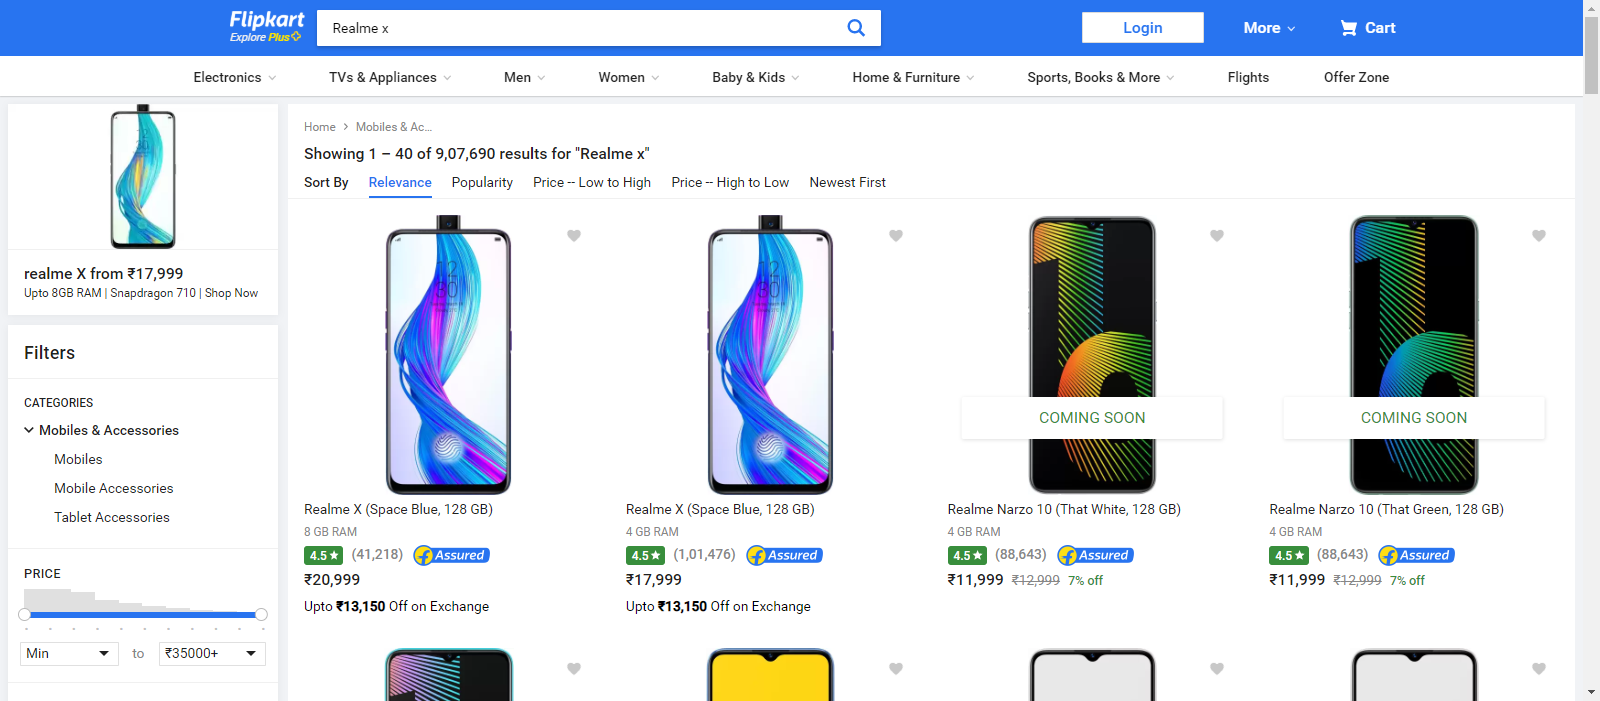 Flipkart
Explore Plus
Realme x
Login
More
Cart
Electronics
TVs & Appliances
Men
Women
Baby & Kids
Home & Furniture
Sports, Books & More
Flights
Offer Zone
realme X from ₹17,999
Upto 8GB RAM | Snapdragon 710 | Shop Now
Filters
CATEGORIES
Mobiles & Accessories
Mobiles
Mobile Accessories
Tablet Accessories
PRICE
Min
to
₹35000+
Home
Mobiles & Ac...
Showing 1 – 40 of 9,07,690 results for "Realme x"
Sort By
Relevance
Popularity
Price -- Low to High
Price -- High to Low
Newest First
Realme X (Space Blue, 128 GB)
8 GB RAM
4.5★ (41,218) Assured
₹20,999
Upto ₹13,150 Off on Exchange
Realme X (Space Blue, 128 GB)
4 GB RAM
4.5★ (1,01,476) Assured
₹17,999
Upto ₹13,150 Off on Exchange
COMING SOON
Realme Narzo 10 (That White, 128 GB)
4 GB RAM
4.5★ (88,643) Assured
₹11,999 ₹12,999 7% off
COMING SOON
Realme Narzo 10 (That Green, 128 GB)
4 GB RAM
4.5★ (88,643) Assured
₹11,999 ₹12,999 7% off